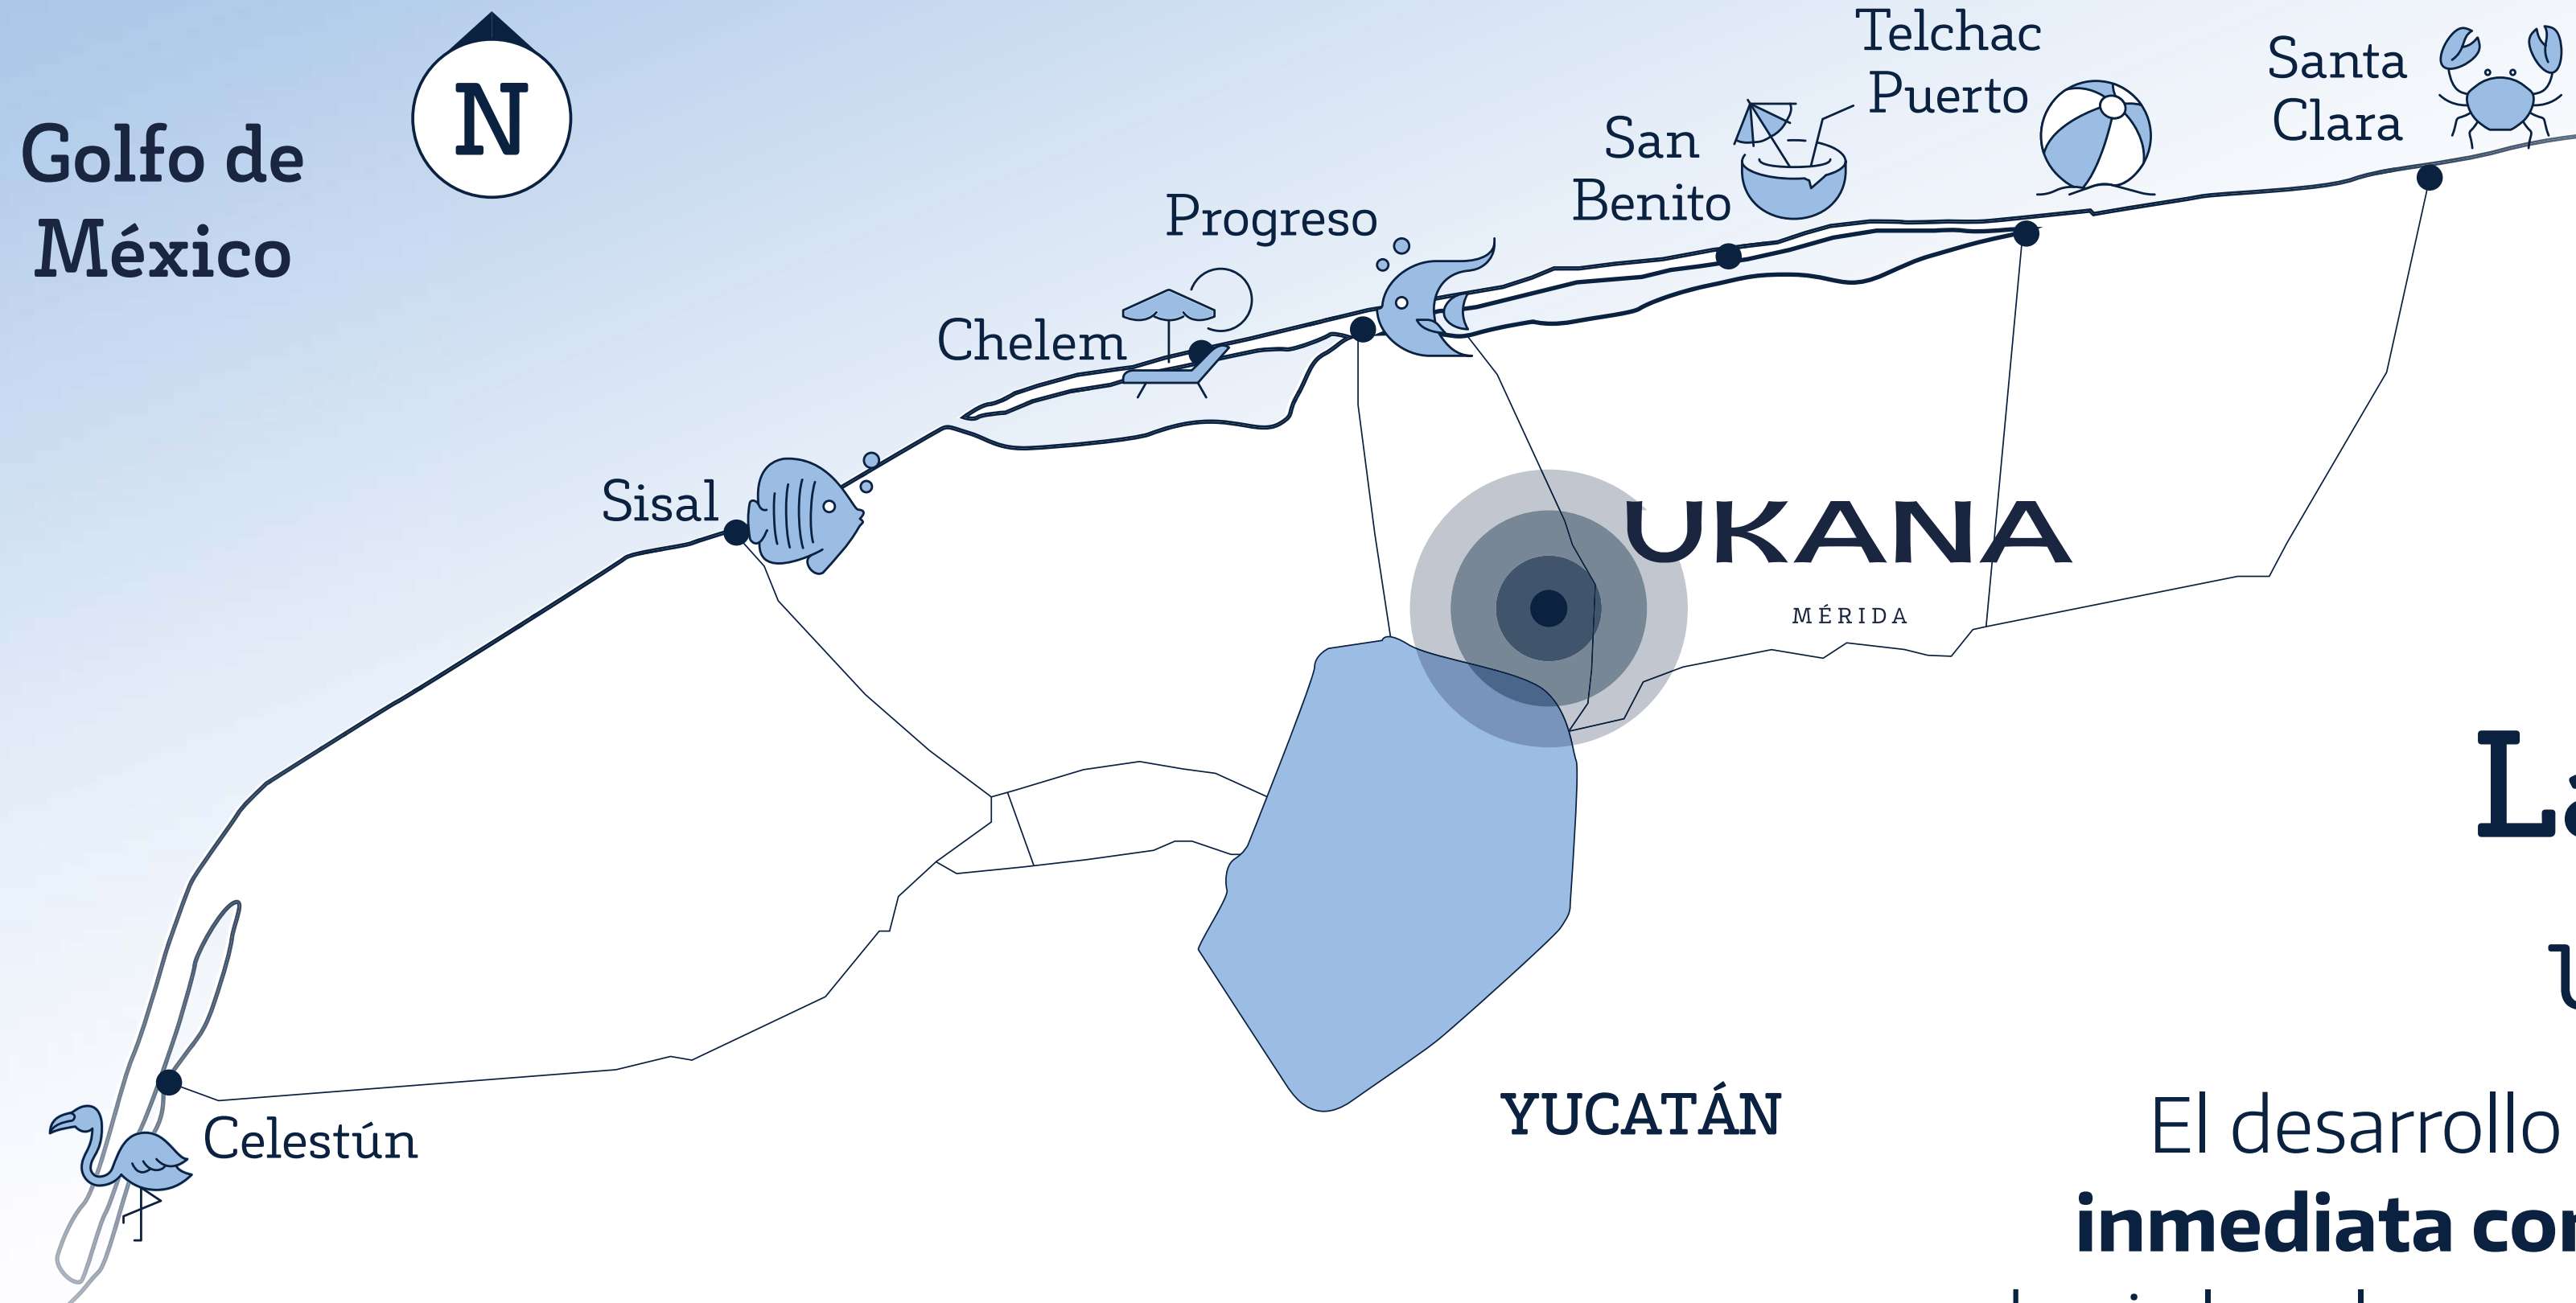 Golfo de
México
N
Telchac
Puerto
Santa
Clara
San
Benito
Progreso
Chelem
Sisal
UKANA
MÉRIDA
YUCATÁN
Celestún
El desarrollo
inmediata